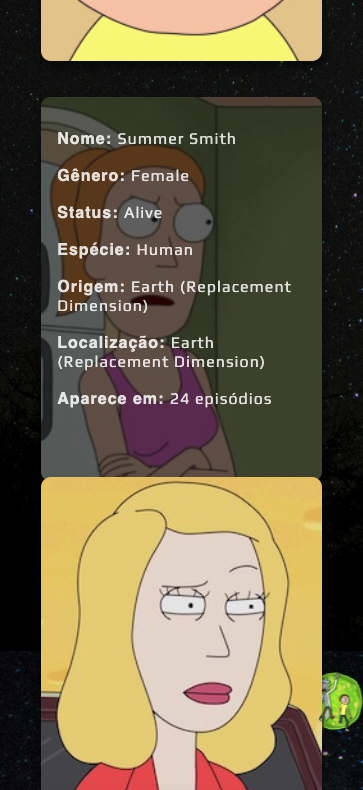 Nome: Summer Smith
Gênero: Female
Status: Alive
Espécie: Human
Origem: Earth (Replacement
Dimension)
Localização: Earth
(Replacement Dimension)
Aparece em: 24 episódios